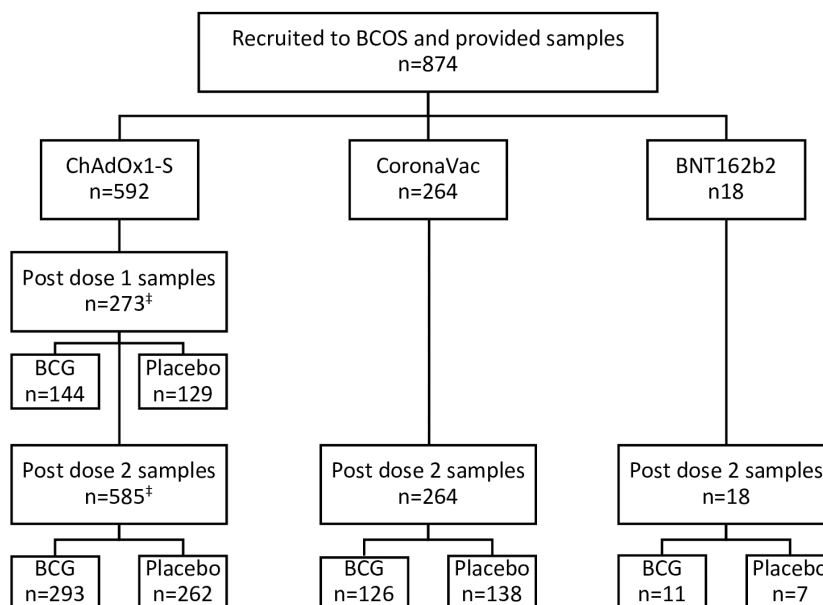 Recruited to BCOS and provided samples
n=874
ChAdOx1-S
n=592
CoronaVac
n=264
BNT162b2
n18
Post dose 1 samples
n=273‡
BCG
n=144
Placebo
n=129
Post dose 2 samples
n=585‡
BCG
n=293
Placebo
n=262
Post dose 2 samples
n=264
BCG
n=126
Placebo
n=138
Post dose 2 samples
n=18
BCG
n=11
Placebo
n=7